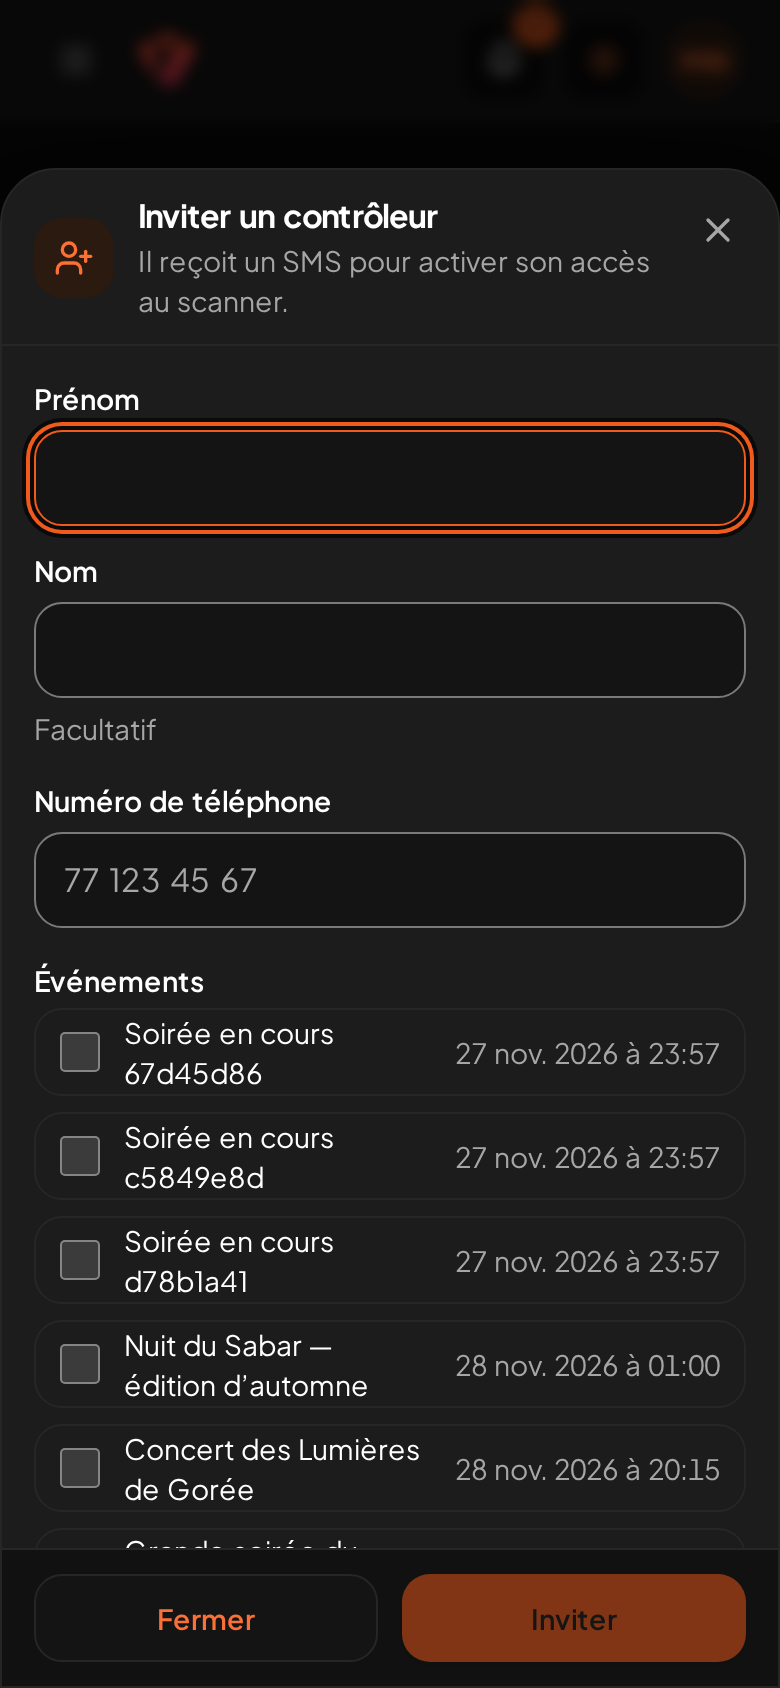 Inviter un contrôleur
Il reçoit un SMS pour activer son accès
au scanner.
Prénom
Nom
Facultatif
Numéro de téléphone
77 123 45 67
Événements
Soirée en cours
67d45d86
27 nov. 2026 à 23:57
Soirée en cours
c5849e8d
27 nov. 2026 à 23:57
Soirée en cours
d78b1a41
27 nov. 2026 à 23:57
Nuit du Sabar —
édition d’automne
28 nov. 2026 à 01:00
Concert des Lumières
de Gorée
28 nov. 2026 à 20:15
Grande soirée du
Fermer
Inviter